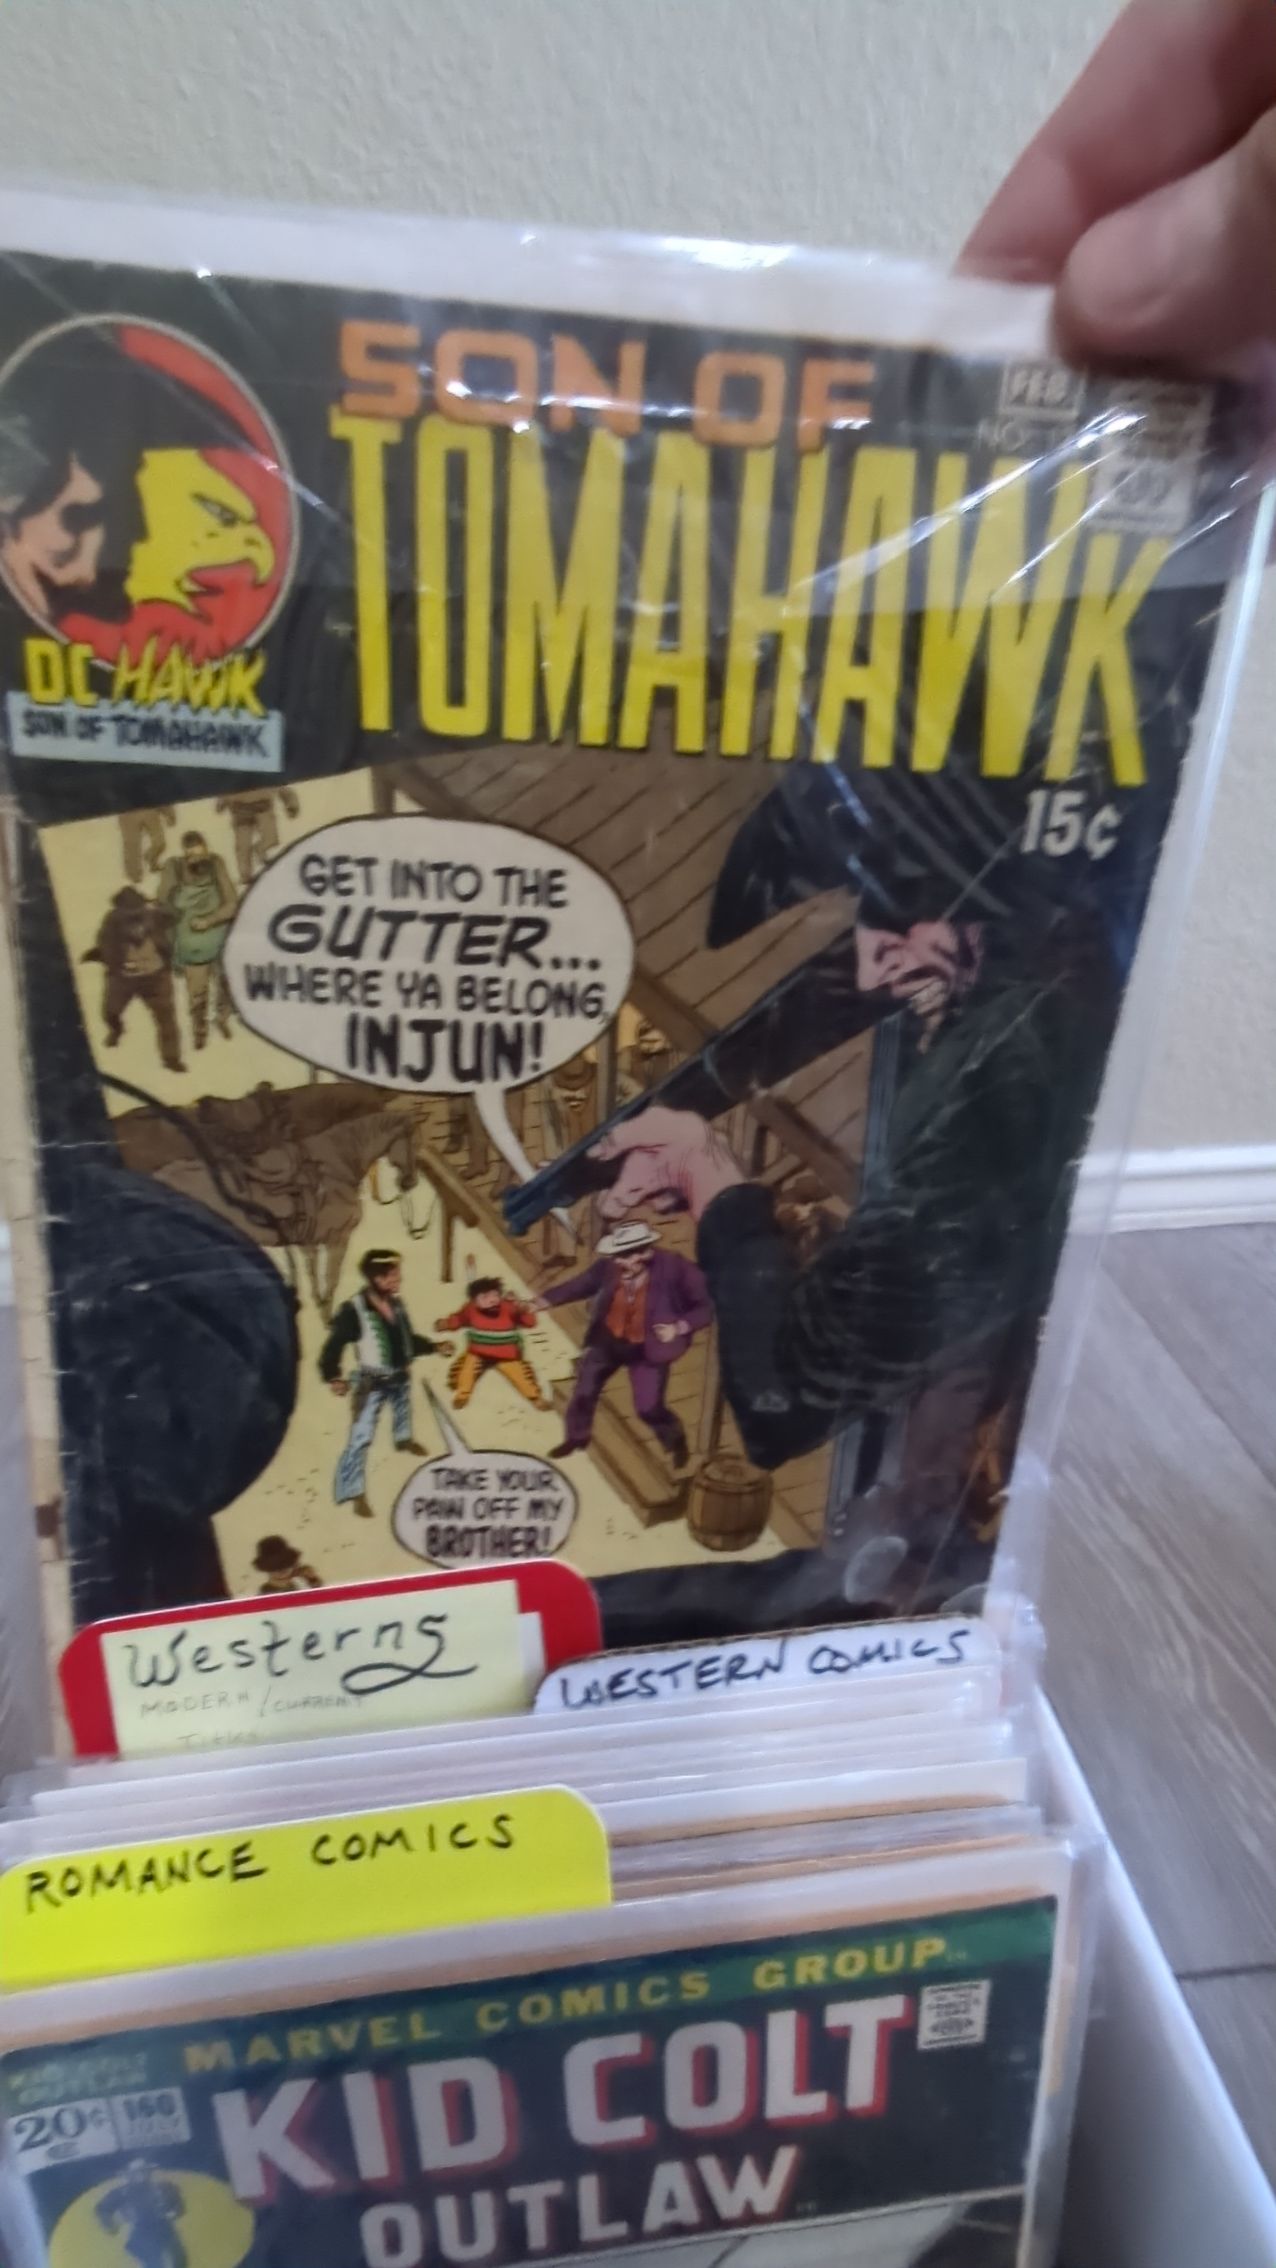 SON OF
FEB.
TOMAHAWK
DC HAWK
SON OF TOMAHAWK
15¢
GET INTO THE
GUTTER...
WHERE YA BELONG,
INJUN!
TAKE YOUR
PAW OFF MY
BROTHER!
Westerns
MODERN / CURRENT
Titles
WESTERN COMICS
ROMANCE COMICS
MARVEL COMICS GROUP
KID COLT
OUTLAW
20¢
160